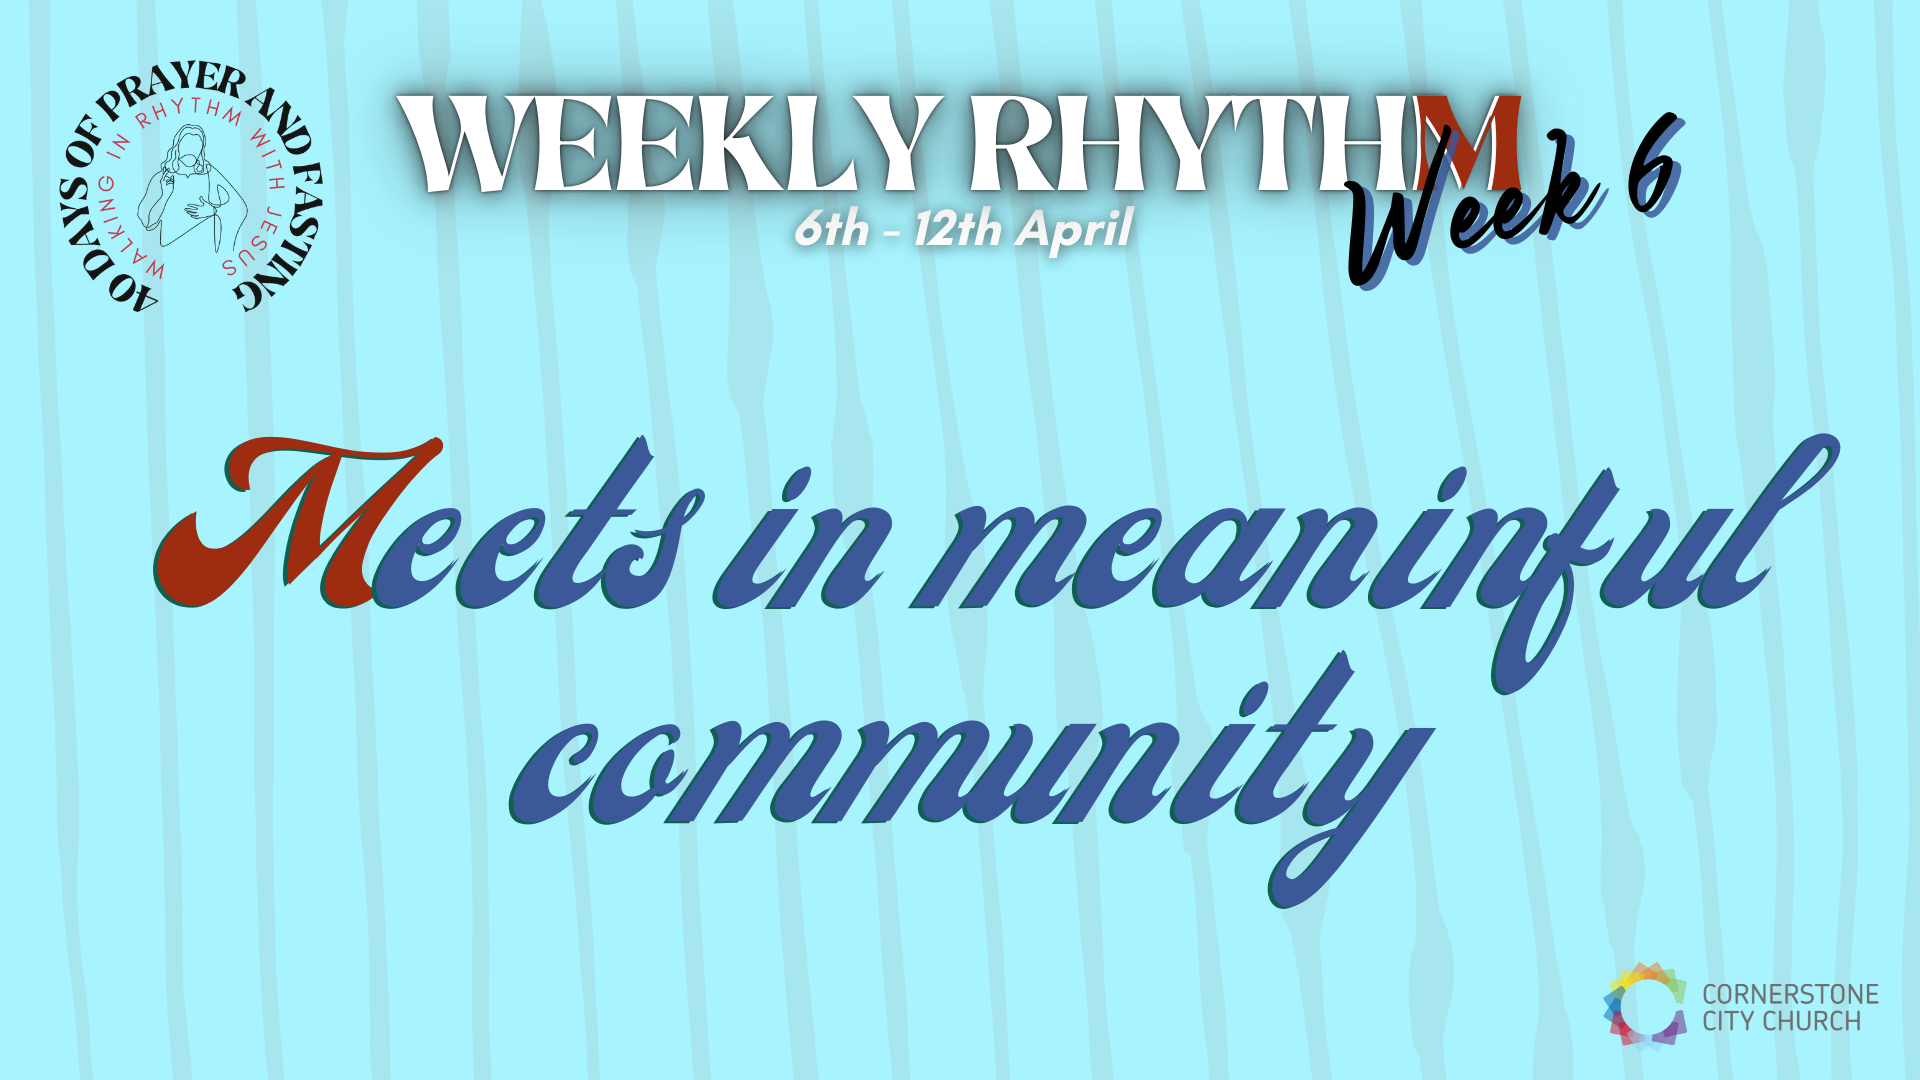 40 DAYS OF PRAYER AND FASTING
WALKING IN RHYTHM WITH JESUS
WEEKLY RHYTHM
Week 6
6th - 12th April
Meets in meaninful
community
CORNERSTONE
CITY CHURCH